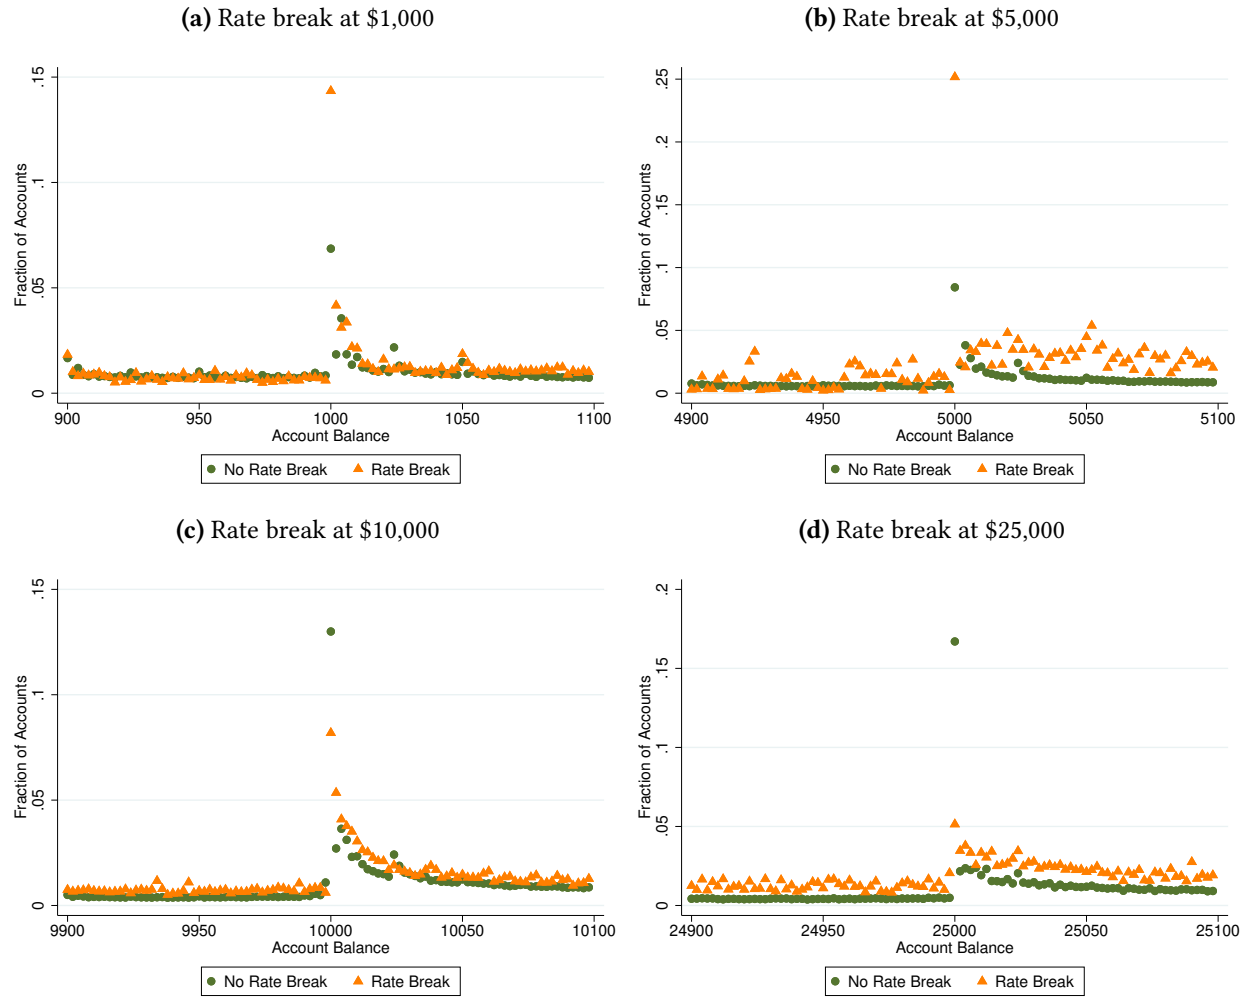 (a) Rate break at $1,000
.15
.1
.05
0
Fraction of Accounts
900 950 1000 1050 1100
Account Balance
No Rate Break Rate Break
(b) Rate break at $5,000
.25
.2
.15
.1
.05
0
Fraction of Accounts
4900 4950 5000 5050 5100
Account Balance
No Rate Break Rate Break
(c) Rate break at $10,000
.15
.1
.05
0
Fraction of Accounts
9900 9950 10000 10050 10100
Account Balance
No Rate Break Rate Break
(d) Rate break at $25,000
.2
.15
.1
.05
0
Fraction of Accounts
24900 24950 25000 25050 25100
Account Balance
No Rate Break Rate Break